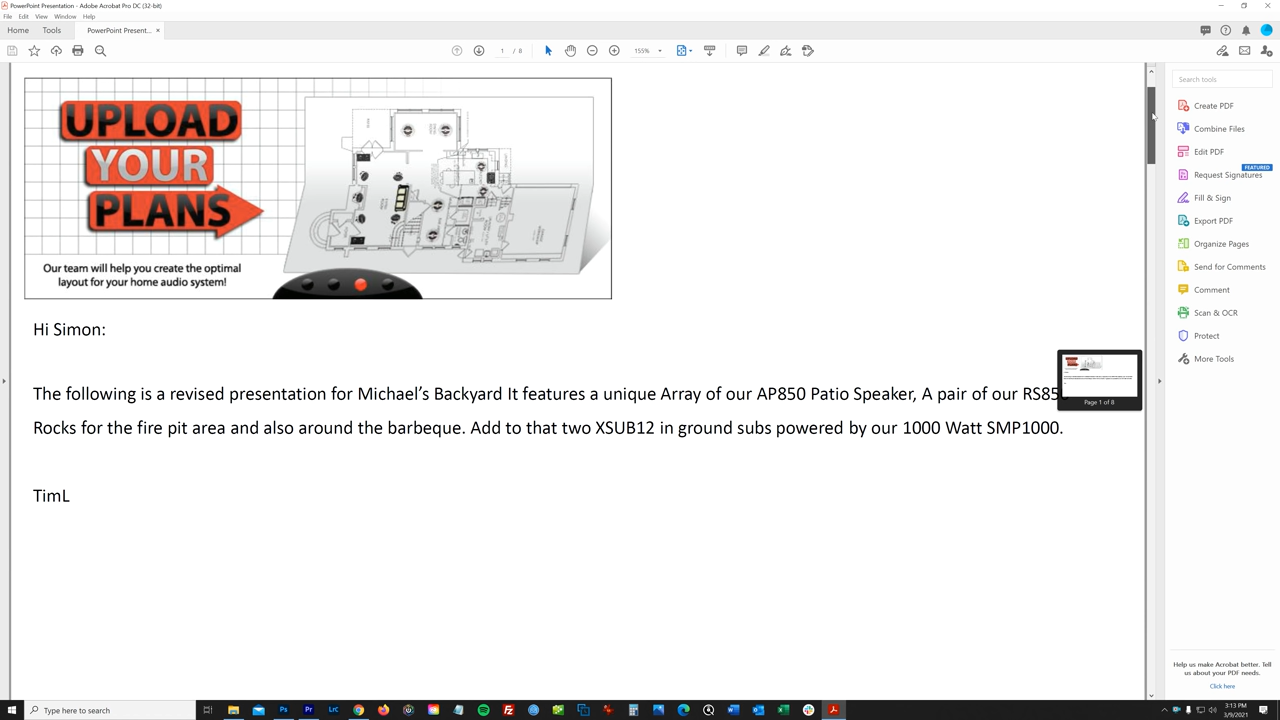 PowerPoint Presentation - Adobe Acrobat Pro DC (32-bit)
File Edit View Window Help
Home Tools PowerPoint Present... ×
1 / 8 155%
UPLOAD
YOUR
PLANS
Our team will help you create the optimal
layout for your home audio system!
Hi Simon:
The following is a revised presentation for Michael's Backyard It features a unique Array of our AP850 Patio Speaker, A pair of our
Rocks for the fire pit area and also around the barbeque. Add to that two XSUB12 in ground subs powered by our 1000 Watt SMP1000.
TimL
Page 1 of 8
Search tools
Create PDF
Combine Files
Edit PDF
FEATURED
Request Signatures
Fill & Sign
Export PDF
Organize Pages
Send for Comments
Comment
Scan & OCR
Protect
More Tools
Help us make Acrobat better. Tell
us about your PDF needs.
Click here
Type here to search
3:13 PM
3/9/2021